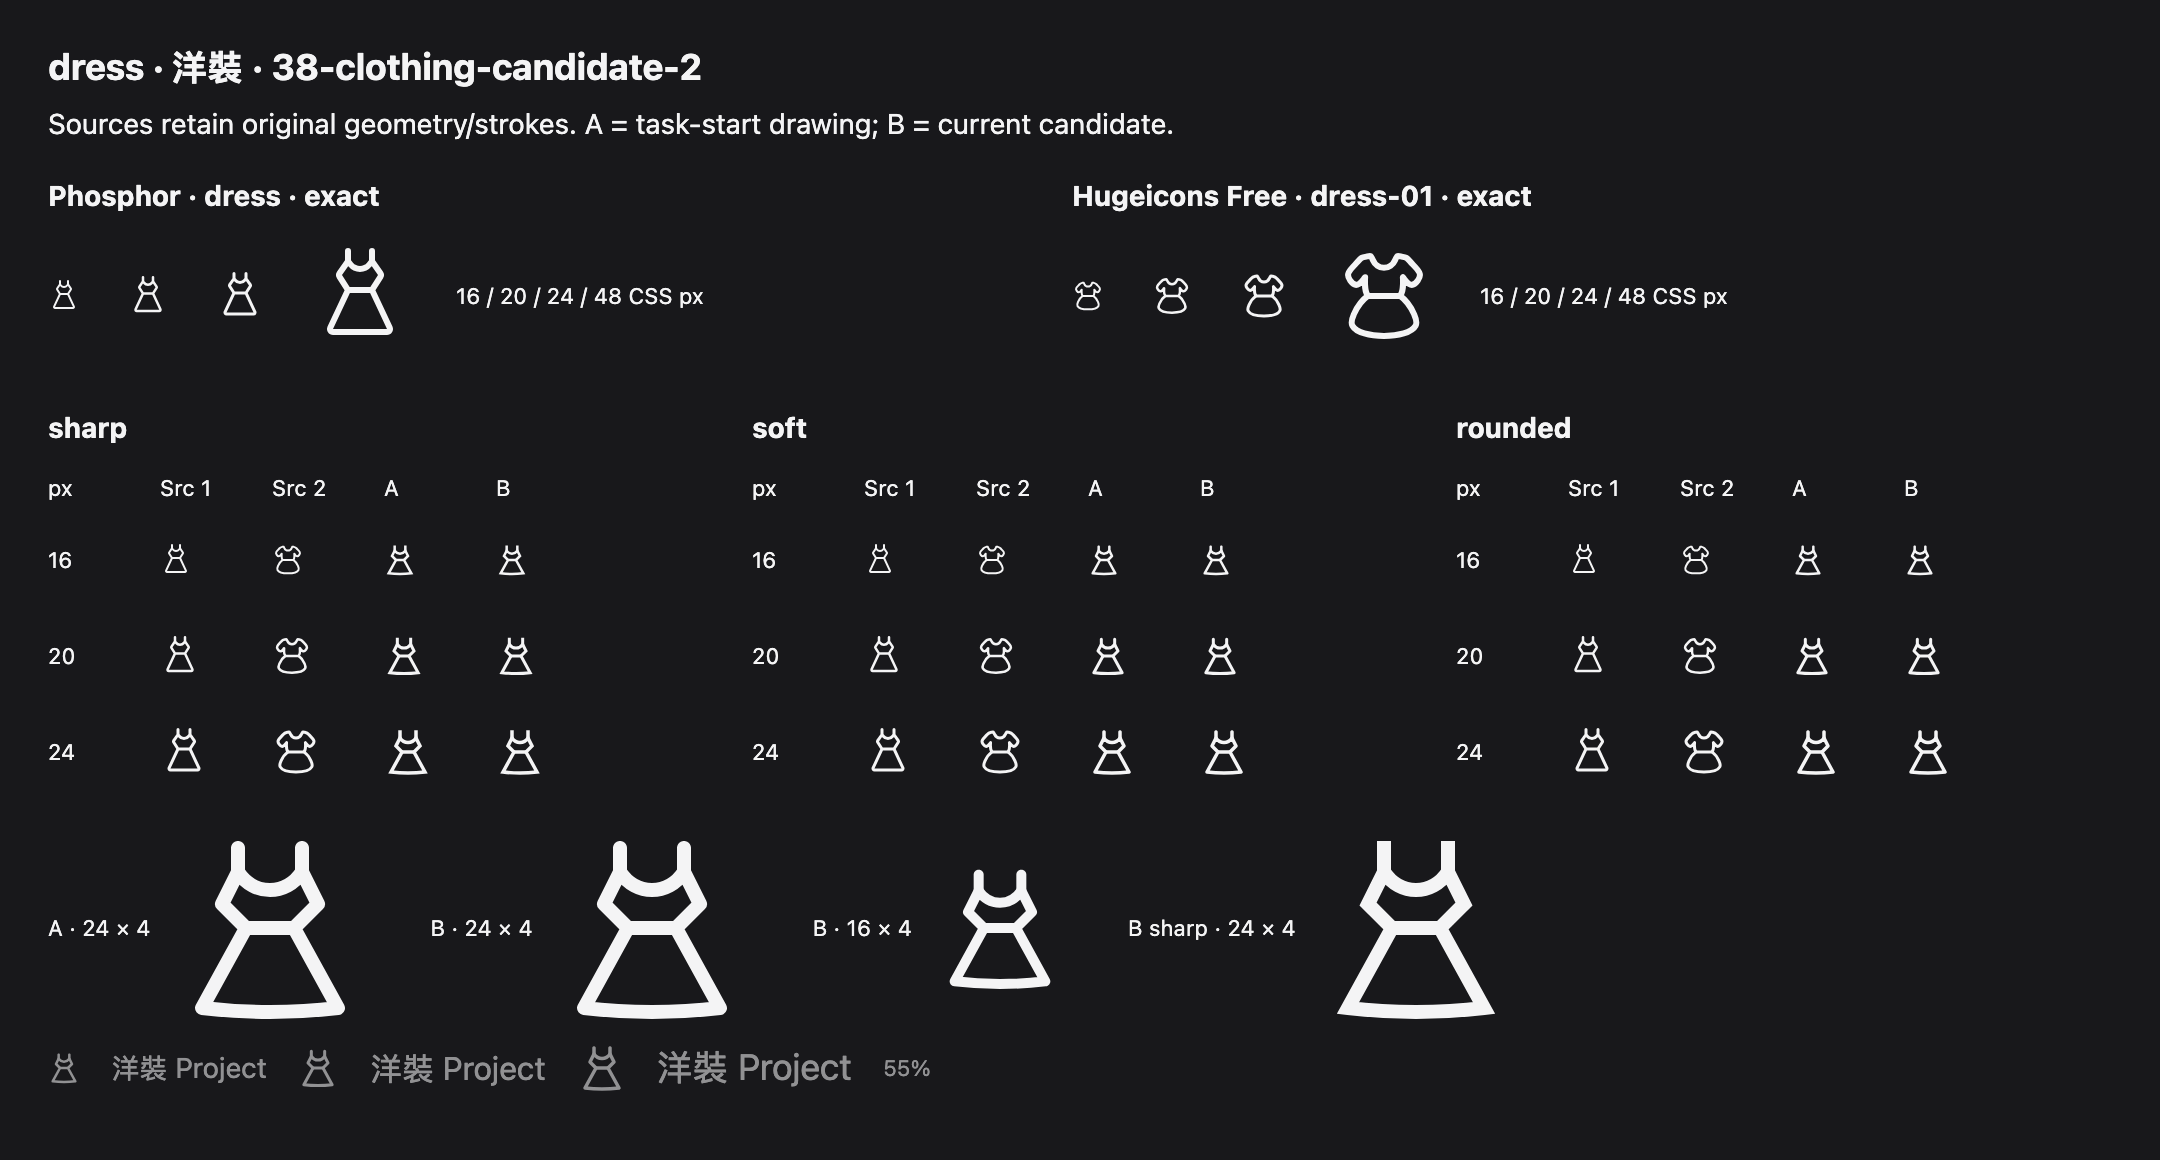 dress · 洋裝 · 38-clothing-candidate-2
Sources retain original geometry/strokes. A = task-start drawing; B = current candidate.
Phosphor · dress · exact
16 / 20 / 24 / 48 CSS px
Hugeicons Free · dress-01 · exact
16 / 20 / 24 / 48 CSS px
sharp
px Src 1 Src 2 A B
16
20
24
soft
px Src 1 Src 2 A B
16
20
24
rounded
px Src 1 Src 2 A B
16
20
24
A · 24 × 4
B · 24 × 4
B · 16 × 4
B sharp · 24 × 4
洋裝 Project 洋裝 Project 洋裝 Project 55%